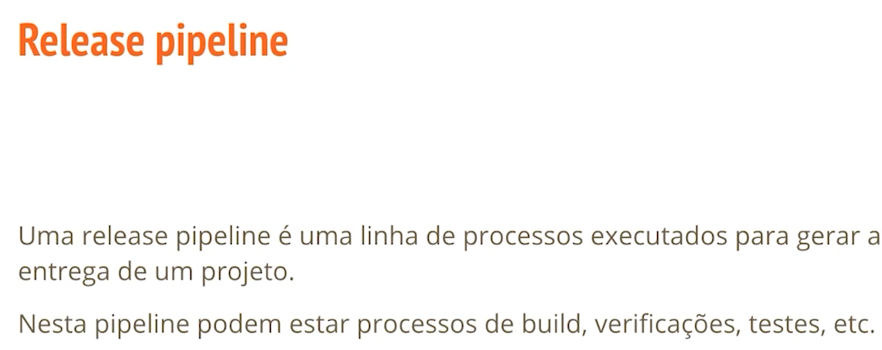 Release pipeline
Uma release pipeline é uma linha de processos executados para gerar a
entrega de um projeto.
Nesta pipeline podem estar processos de build, verificações, testes, etc.